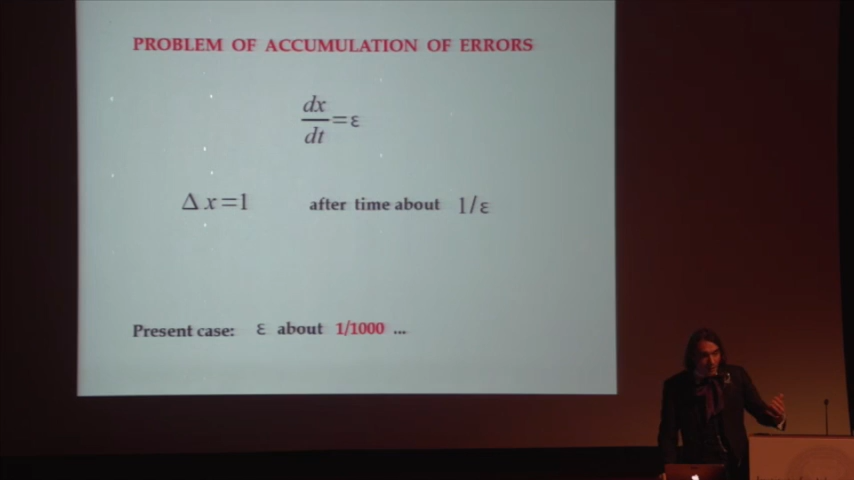 PROBLEM OF ACCUMULATION OF ERRORS
dx/dt=ε
Δx=1 after time about 1/ε
Present case: ε about 1/1000 ...